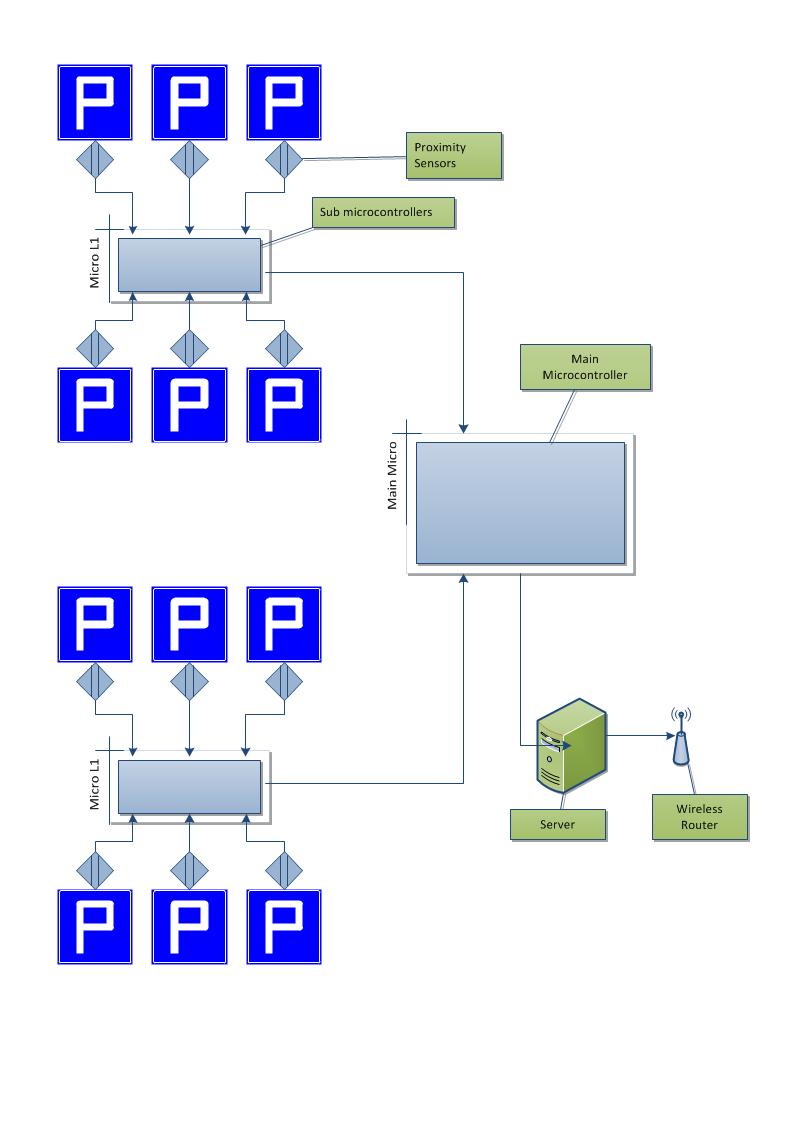 P P P
Proximity
Sensors
Sub microcontrollers
Micro L1
P P P
Main
Microcontroller
Main Micro
P P P
Micro L1
Server
Wireless
Router
P P P